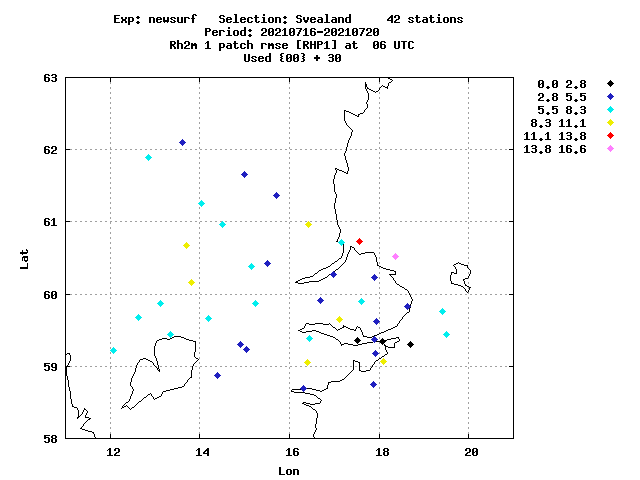 Exp: newsurf   Selection: Svealand     42 stations
Period: 20210716-20210720
Rh2m 1 patch rmse [RHP1] at  06 UTC
Used {00} + 30
63
62
61
60
59
58
Lat
12
14
16
18
20
Lon
0.0 2.8
2.8 5.5
5.5 8.3
8.3 11.1
11.1 13.8
13.8 16.6